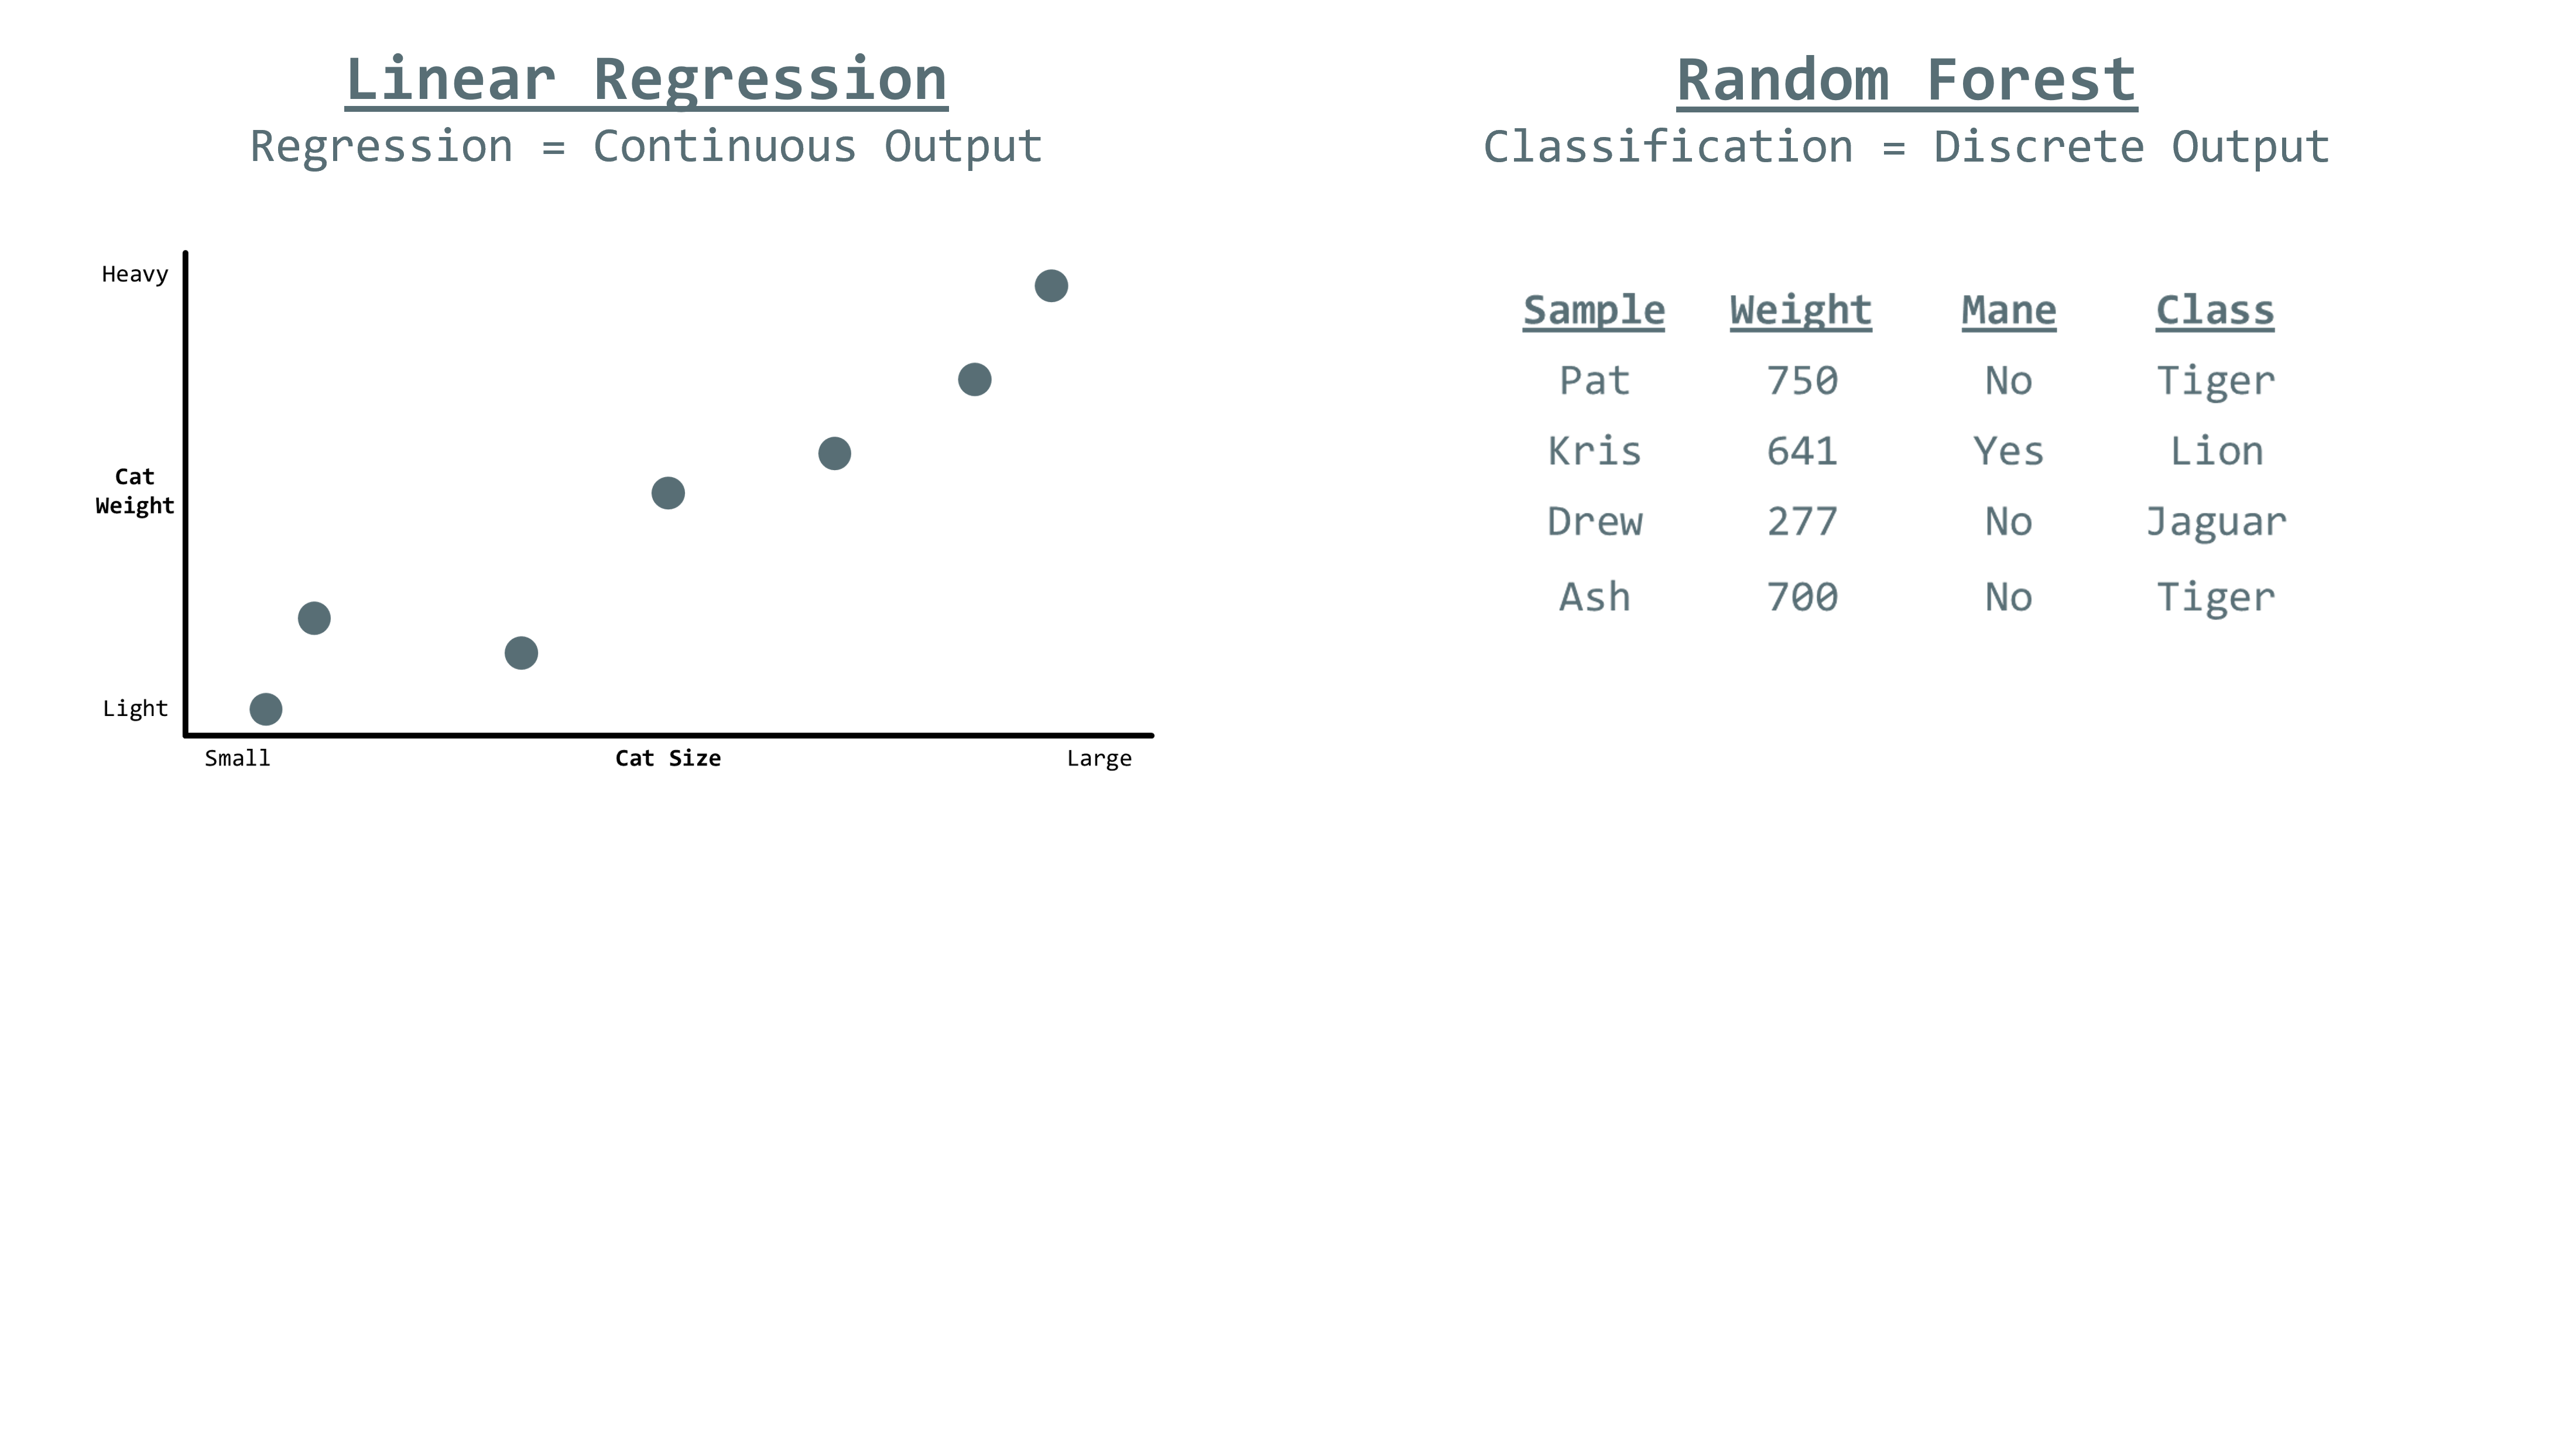 Linear Regression
Regression = Continuous Output
Heavy
Cat
Weight
Light
Small Cat Size Large
Random Forest
Classification = Discrete Output
Sample Weight Mane Class
Pat 750 No Tiger
Kris 641 Yes Lion
Drew 277 No Jaguar
Ash 700 No Tiger